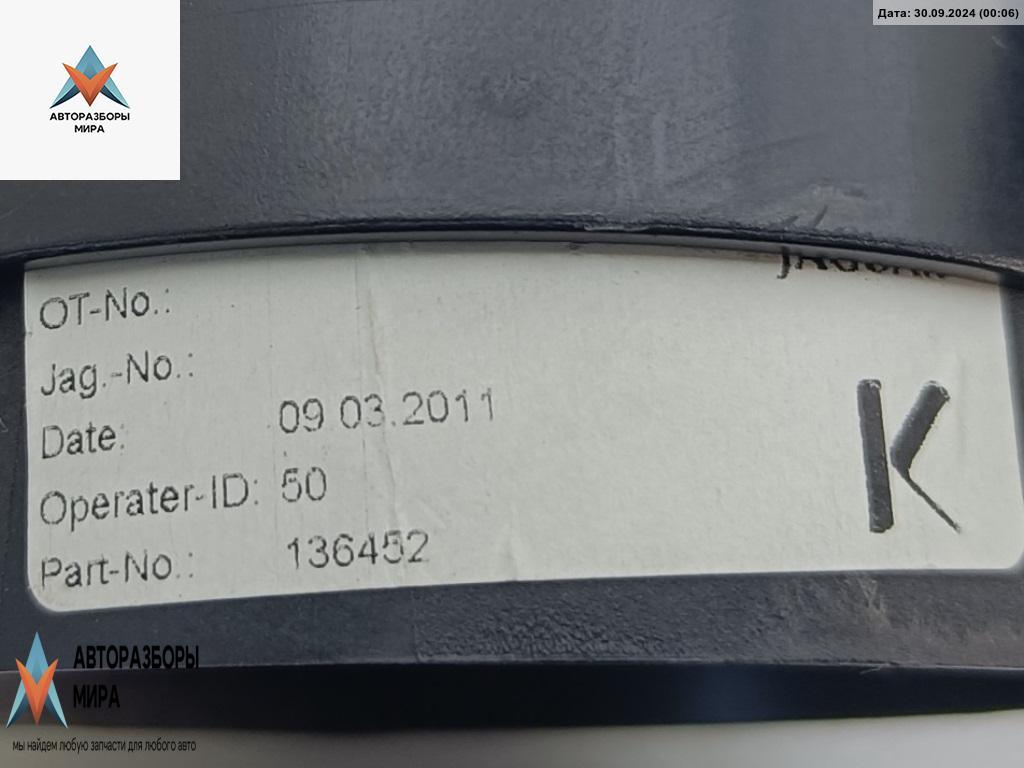 Дата: 30.09.2024 (00:06)
АВТОРАЗБОРЫ
МИРА
JAGUAR
OT-No.:
Jag.-No.:
Date: 09 03.2011
Operater-ID: 50
Part-No.: 136452
K
АВТОРАЗБОРЫ
МИРА
мы найдем любую запчасти для любого авто